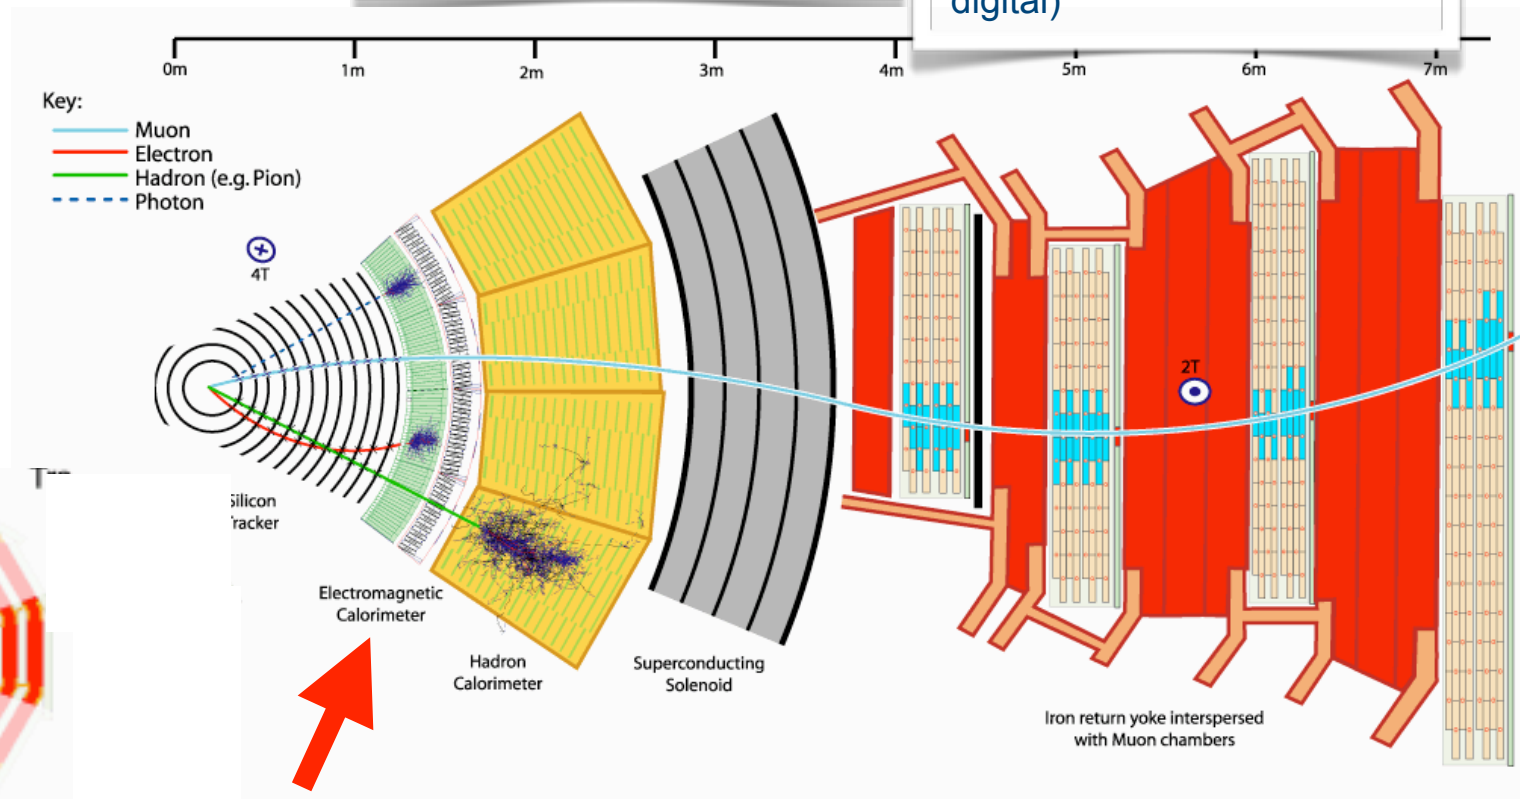 digital)
0m 1m 2m 3m 4m 5m 6m 7m
Key:
Muon
Electron
Hadron (e.g. Pion)
Photon
4T
2T
Silicon
Tracker
Electromagnetic
Calorimeter
Hadron
Calorimeter
Superconducting
Solenoid
Iron return yoke interspersed
with Muon chambers